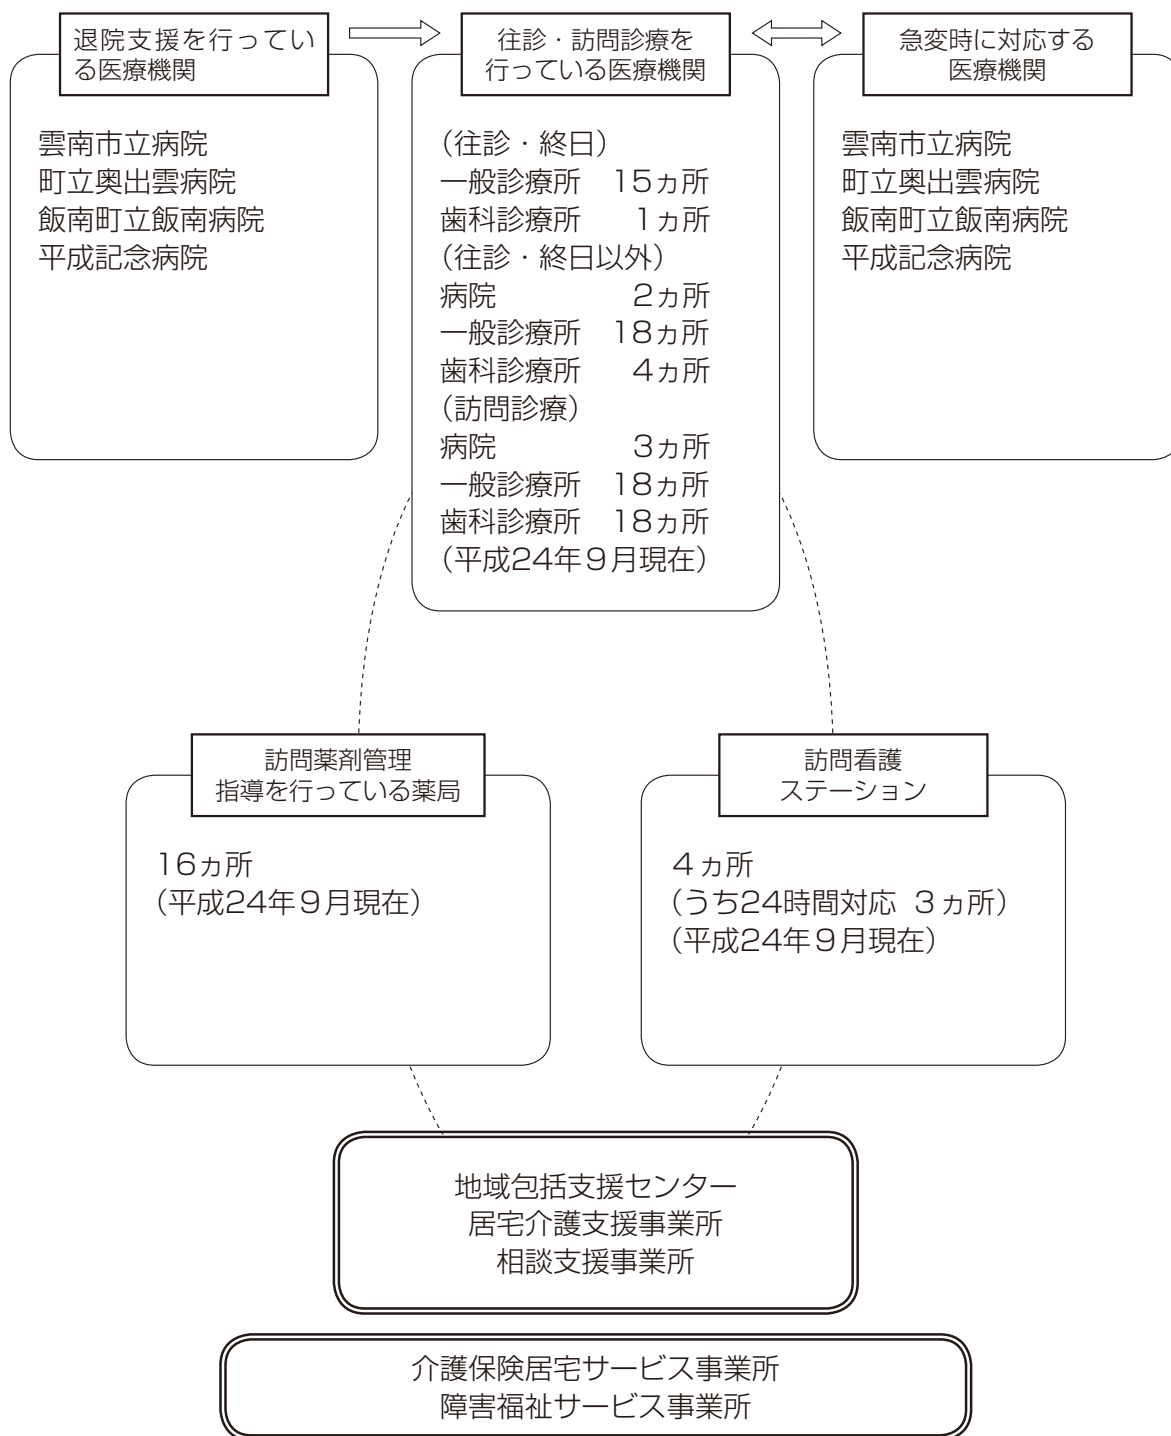 退院支援を行ってい
る医療機関
雲南市立病院
町立奥出雲病院
飯南町立飯南病院
平成記念病院
往診・訪問診療を
行っている医療機関
（往診・終日）
一般診療所　15ヵ所
歯科診療所　1ヵ所
（往診・終日以外）
病院　2ヵ所
一般診療所　18ヵ所
歯科診療所　4ヵ所
（訪問診療）
病院　3ヵ所
一般診療所　18ヵ所
歯科診療所　18ヵ所
（平成24年９月現在）
急変時に対応する
医療機関
雲南市立病院
町立奥出雲病院
飯南町立飯南病院
平成記念病院
訪問薬剤管理
指導を行っている薬局
16ヵ所
（平成24年９月現在）
訪問看護
ステーション
４ヵ所
（うち24時間対応 ３ヵ所）
（平成24年９月現在）
地域包括支援センター
居宅介護支援事業所
相談支援事業所
介護保険居宅サービス事業所
障害福祉サービス事業所